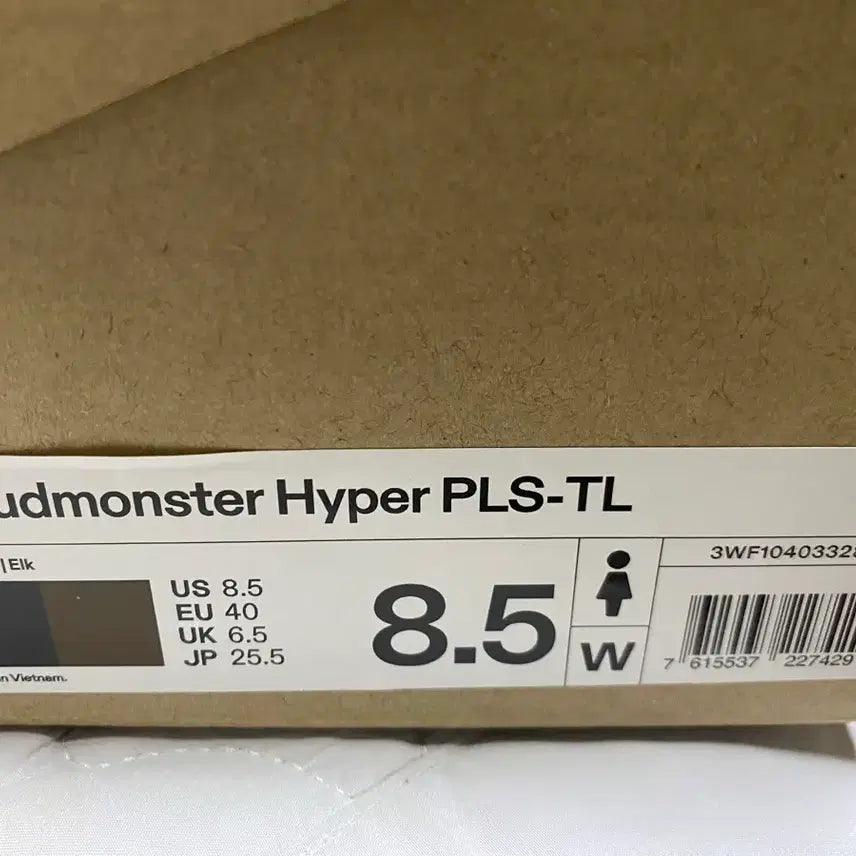 udmonster Hyper PLS-TL
| Elk
US 8.5
EU 40
UK 6.5
JP 25.5
8.5
W
3WF1040332
7 615537 227429
n Vietnam.